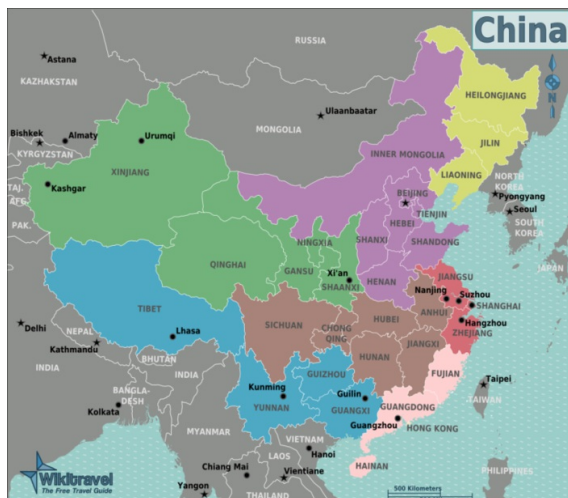 China
RUSSIA
Astana
KAZAKHSTAN
HEILONGJIANG
Ulaanbaatar
MONGOLIA
N
Bishkek
Almaty
Urumqi
JILIN
KYRGYZSTAN
INNER MONGOLIA
XINJIANG
LIAONING
TAJ.
Kashgar
BEIJING
NORTH
KOREA
Pyongyang
AFG.
TIENJIN
Seoul
HEBEI
SOUTH
KOREA
PAK.
NINGXIA
SHANXI
SHANDONG
QINGHAI
GANSU
Xi'an
JAPAN
SHAANXI
HENAN
JIANGSU
Nanjing
Suzhou
TIBET
SHANGHAI
ANHUI
Delhi
Lhasa
SICHUAN
HUBEI
Hangzhou
NEPAL
CHONG
QING
ZHEJIANG
Kathmandu
JIANGXI
BHUTAN
HUNAN
INDIA
INDIA
GUIZHOU
FUJIAN
Taipei
BANGLA-
DESH
Kunming
Guilin
TAIWAN
Kolkata
YUNNAN
GUANGXI
GUANGDONG
Guangzhou
HONG KONG
MYANMAR
VIETNAM
Hanoi
LAOS
HAINAN
Chiang Mai
Vientiane
PHILIPPINES
Wikitravel
The Free Travel Guide
Yangon
THAILAND
500 Kilometers